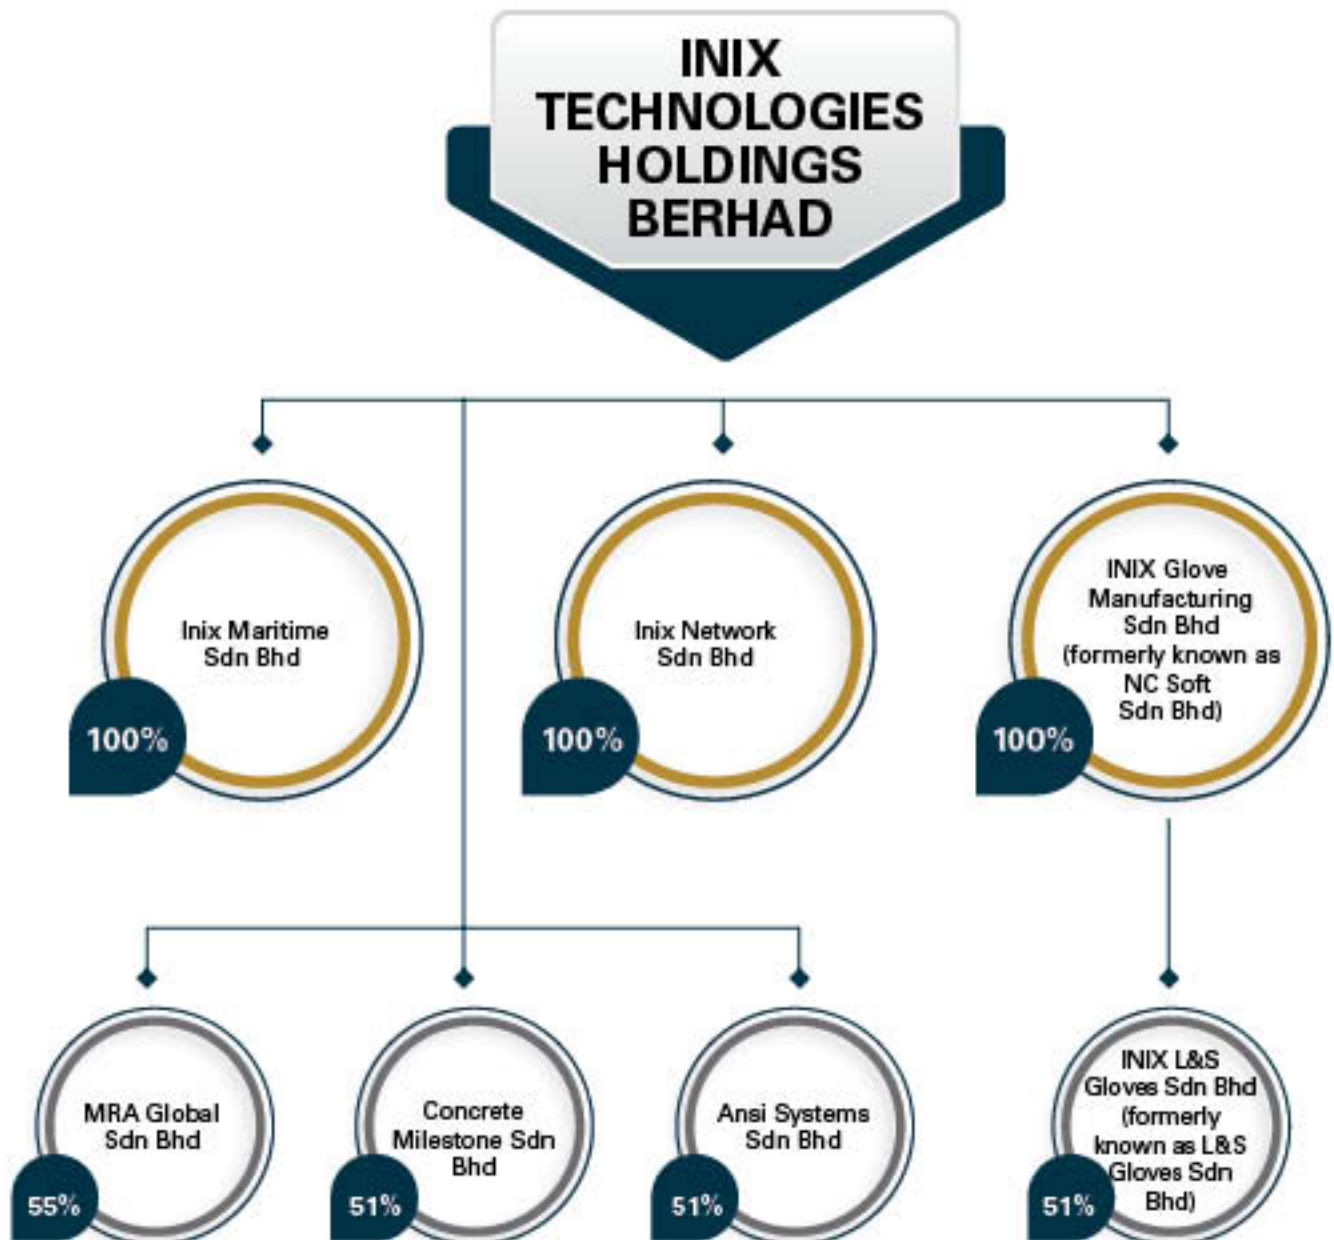 INIX
TECHNOLOGIES
HOLDINGS
BERHAD
Inix Maritime
Sdn Bhd
100%
Inix Network
Sdn Bhd
100%
INIX Glove
Manufacturing
Sdn Bhd
(formerly known as
NC Soft
Sdn Bhd)
100%
MRA Global
Sdn Bhd
55%
Concrete
Milestone Sdn
Bhd
51%
Ansi Systems
Sdn Bhd
51%
INIX L&S
Gloves Sdn Bhd
(formerly
known as L&S
Gloves Sdn
Bhd)
51%